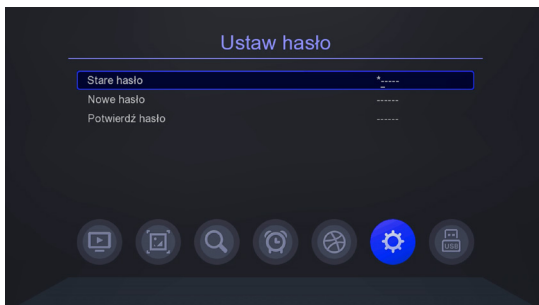 Ustaw hasło
Stare hasło *_----
Nowe hasło ------
Potwierdź hasło ------
USB